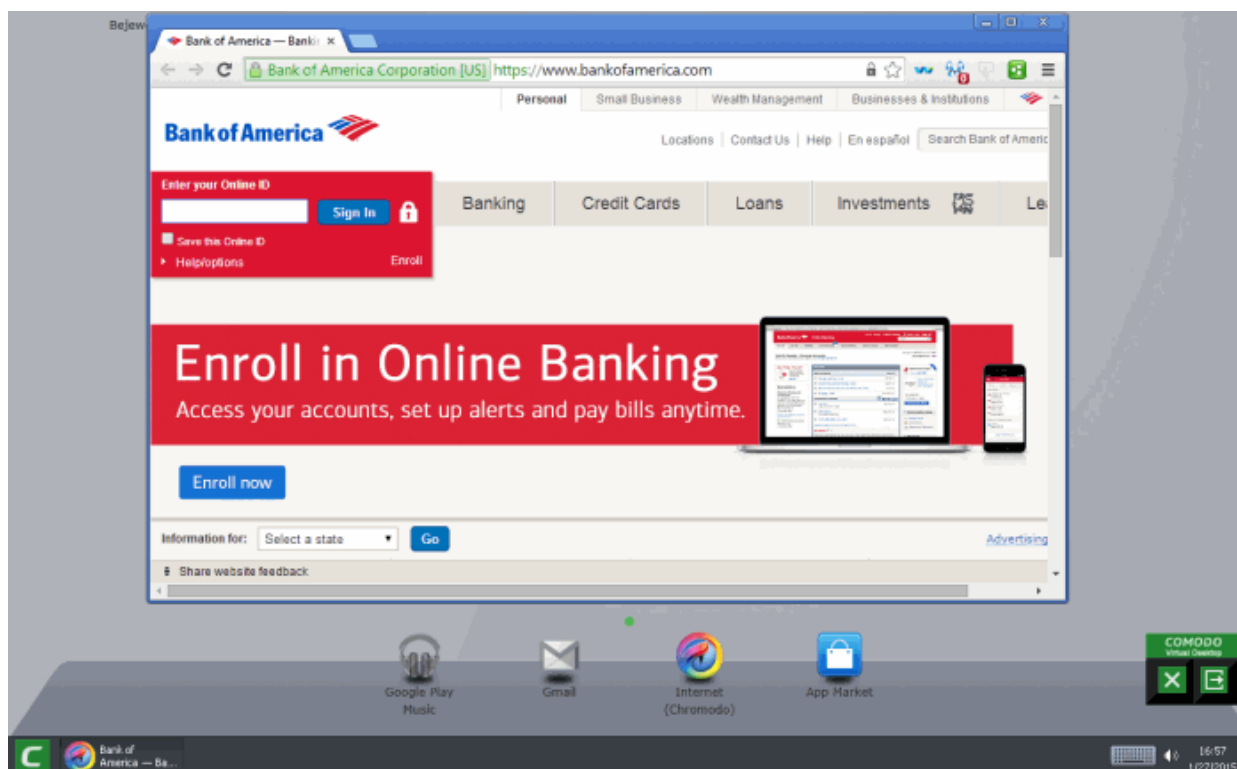 Bejew
Bank of America — Bankin
Bank of America Corporation [US] https://www.bankofamerica.com
Personal Small Business Wealth Management Businesses & Institutions
Bank of America
Locations | Contact Us | Help | En español Search Bank of Americ
Enter your Online ID
Sign In
Banking Credit Cards Loans Investments Le
Save this Online ID
Help/options Enroll
Enroll in Online Banking
Access your accounts, set up alerts and pay bills anytime.
Enroll now
Information for: Select a state Go Advertising
Share website feedback
COMODO
Virtual Desktop
Google Play
Music
Gmail
Internet
(Chromodo)
App Market
C
Bank of
America — Ba...
16:57
1/27/2015